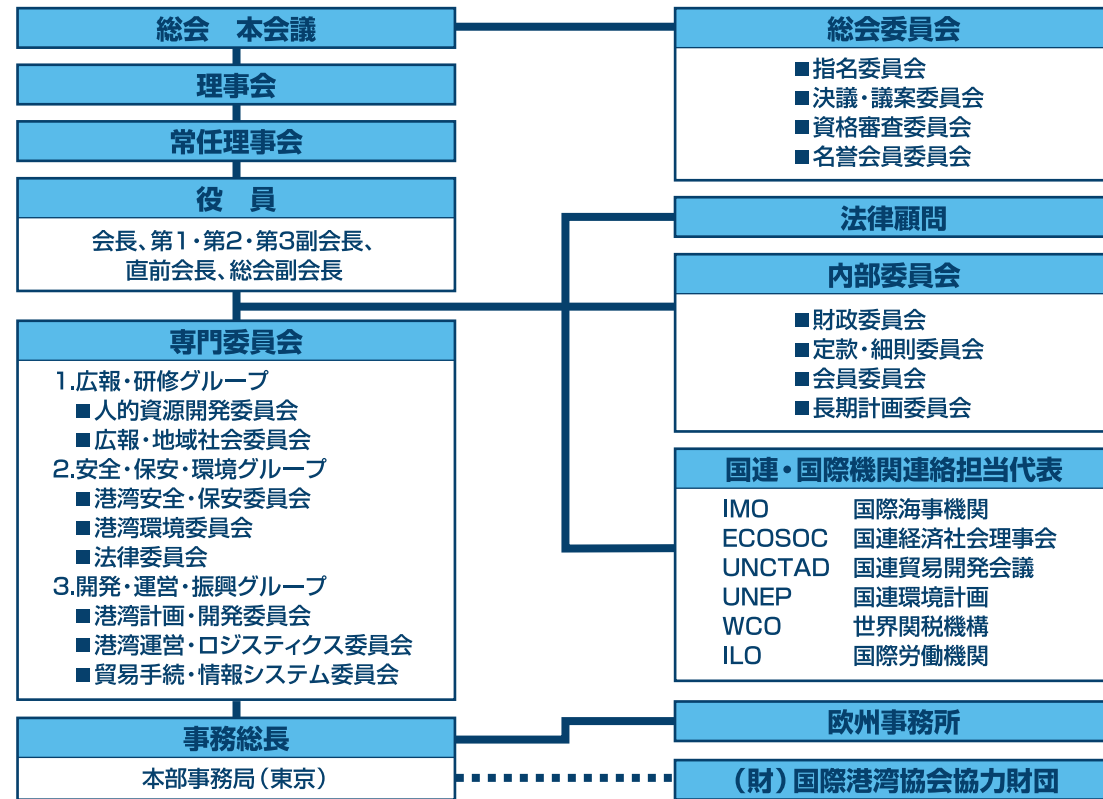 総会　本会議
理事会
常任理事会
役　員
会長、第1・第2・第3副会長、
直前会長、総会副会長
専門委員会
1.広報・研修グループ
■人的資源開発委員会
■広報・地域社会委員会
2.安全・保安・環境グループ
■港湾安全・保安委員会
■港湾環境委員会
■法律委員会
3.開発・運営・振興グループ
■港湾計画・開発委員会
■港湾運営・ロジスティクス委員会
■貿易手続・情報システム委員会
事務総長
本部事務局（東京）
総会委員会
■指名委員会
■決議・議案委員会
■資格審査委員会
■名誉会員委員会
法律顧問
内部委員会
■財政委員会
■定款・細則委員会
■会員委員会
■長期計画委員会
国連・国際機関連絡担当代表
IMO　国際海事機関
ECOSOC　国連経済社会理事会
UNCTAD　国連貿易開発会議
UNEP　国連環境計画
WCO　世界関税機構
ILO　国際労働機関
欧州事務所
（財）国際港湾協会協力財団